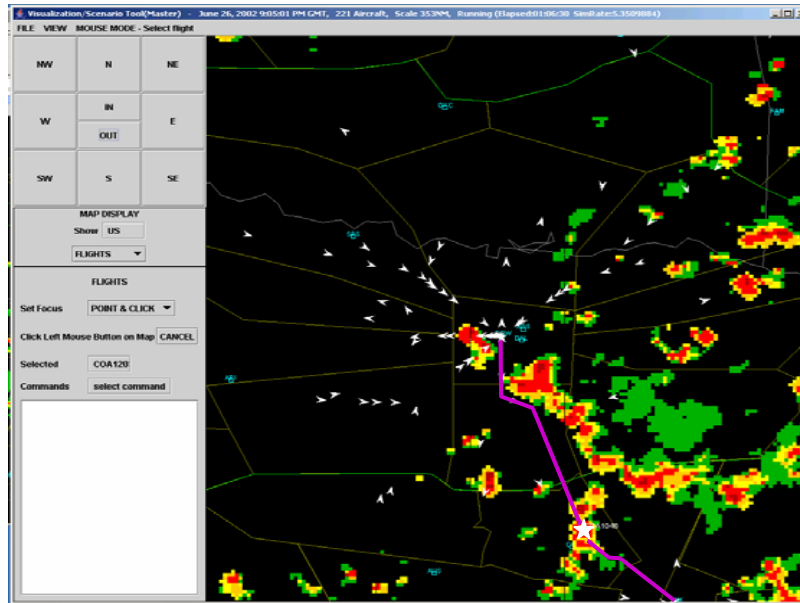 Visualization/Scenario Tool(Master) - June 26, 2002 9:05:01 PM GMT, 221 Aircraft, Scale 353NM, Running (Elapsed:01:06:30 SimRate:5.3509884)
FILE VIEW MOUSE MODE - Select flight
NW N NE
W IN E
OUT
SW S SE
MAP DISPLAY
Show US
FLIGHTS
FLIGHTS
Set Focus POINT & CLICK
Click Left Mouse Button on Map CANCEL
Selected COA120
Commands select command